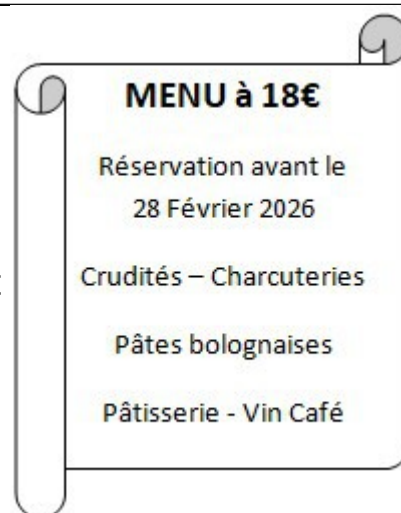 MENU à 18€
Réservation avant le
28 Février 2026
Crudités – Charcuteries
Pâtes bolognaises
Pâtisserie - Vin Café